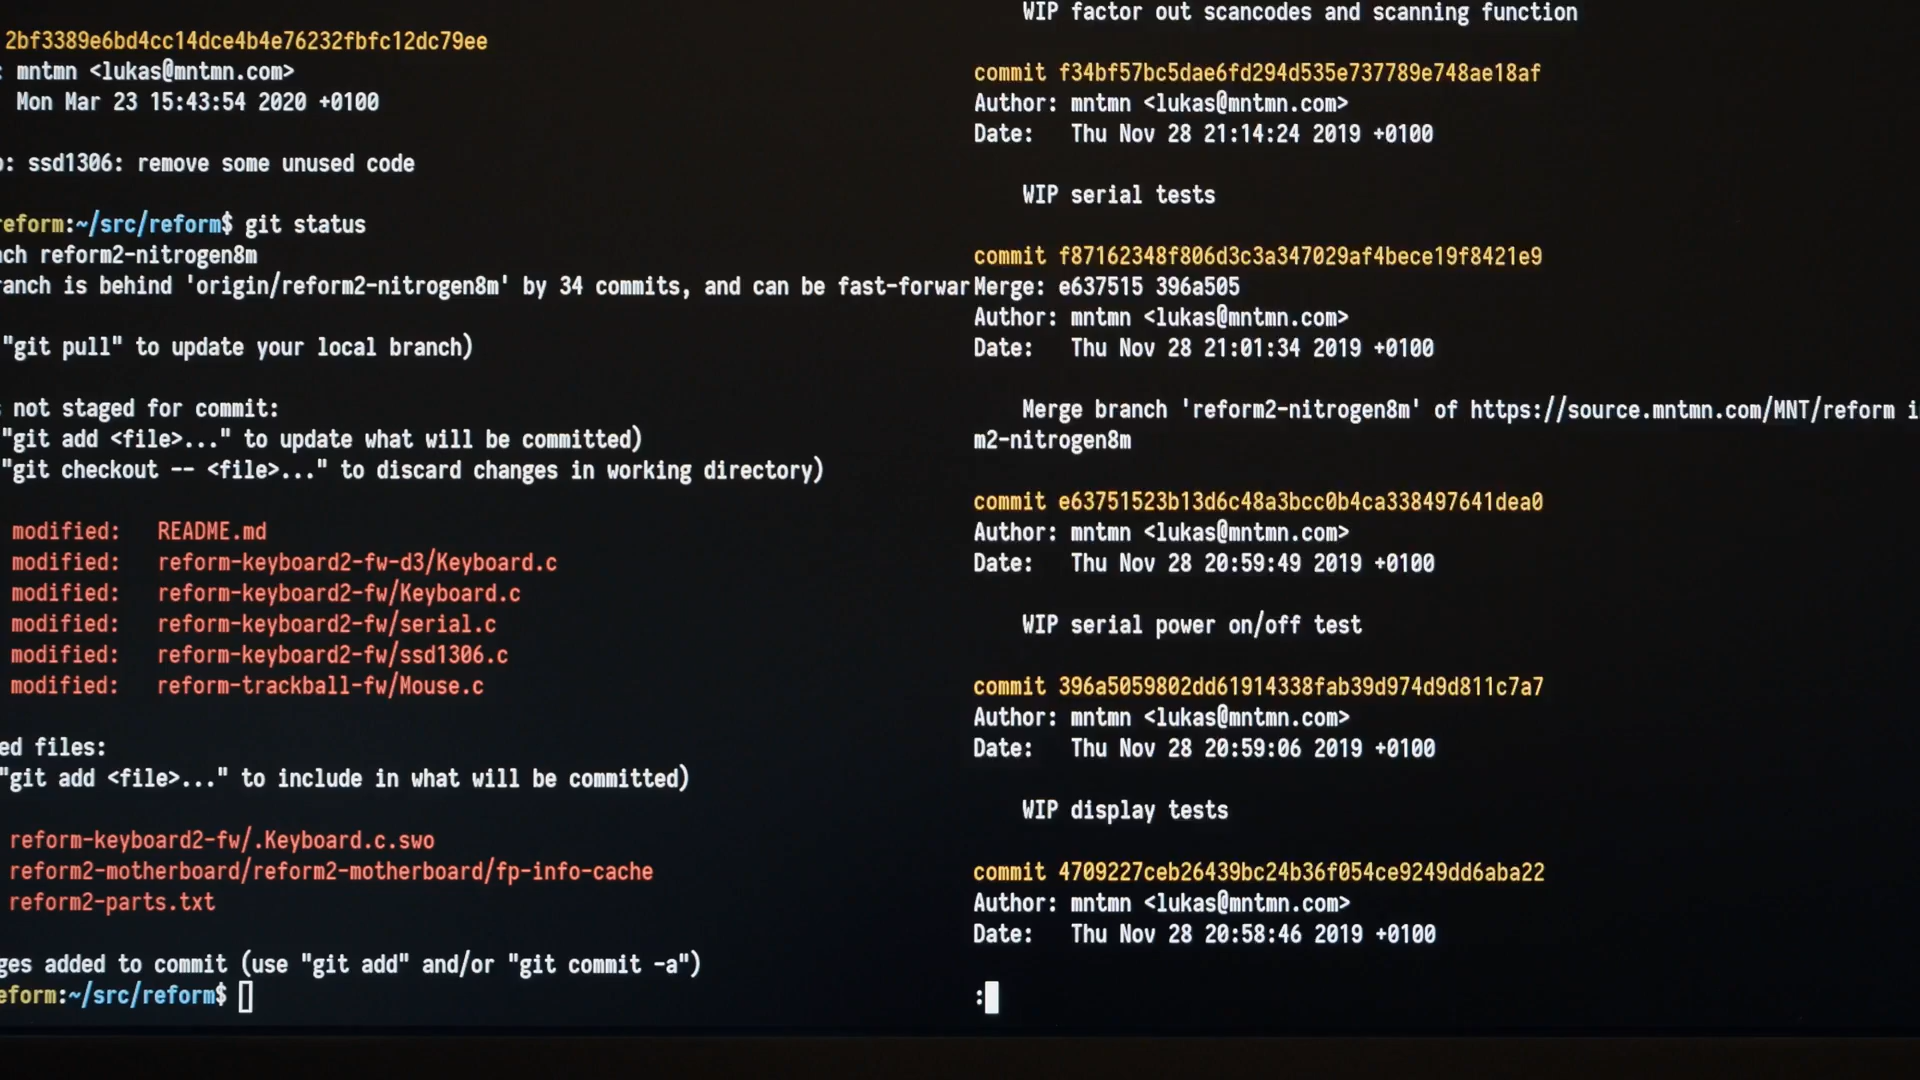 2bf3389e6bd4cc14dce4b4e76232fbfc12dc79ee
: mntmn <lukas@mntmn.com>
Mon Mar 23 15:43:54 2020 +0100
: ssd1306: remove some unused code
eform:~/src/reform$ git status
ch reform2-nitrogen8m
ranch is behind 'origin/reform2-nitrogen8m' by 34 commits, and can be fast-forwar
"git pull" to update your local branch)
not staged for commit:
"git add <file>..." to update what will be committed)
"git checkout -- <file>..." to discard changes in working directory)
modified: README.md
modified: reform-keyboard2-fw-d3/Keyboard.c
modified: reform-keyboard2-fw/Keyboard.c
modified: reform-keyboard2-fw/serial.c
modified: reform-keyboard2-fw/ssd1306.c
modified: reform-trackball-fw/Mouse.c
ed files:
"git add <file>..." to include in what will be committed)
reform-keyboard2-fw/.Keyboard.c.swo
reform2-motherboard/reform2-motherboard/fp-info-cache
reform2-parts.txt
ges added to commit (use "git add" and/or "git commit -a")
eform:~/src/reform$
WIP factor out scancodes and scanning function
commit f34bf57bc5dae6fd294d535e737789e748ae18af
Author: mntmn <lukas@mntmn.com>
Date: Thu Nov 28 21:14:24 2019 +0100
WIP serial tests
commit f87162348f806d3c3a347029af4bece19f8421e9
Merge: e637515 396a505
Author: mntmn <lukas@mntmn.com>
Date: Thu Nov 28 21:01:34 2019 +0100
Merge branch 'reform2-nitrogen8m' of https://source.mntmn.com/MNT/reform i
m2-nitrogen8m
commit e63751523b13d6c48a3bcc0b4ca338497641dea0
Author: mntmn <lukas@mntmn.com>
Date: Thu Nov 28 20:59:49 2019 +0100
WIP serial power on/off test
commit 396a5059802dd61914338fab39d974d9d811c7a7
Author: mntmn <lukas@mntmn.com>
Date: Thu Nov 28 20:59:06 2019 +0100
WIP display tests
commit 4709227ceb26439bc24b36f054ce9249dd6aba22
Author: mntmn <lukas@mntmn.com>
Date: Thu Nov 28 20:58:46 2019 +0100
: